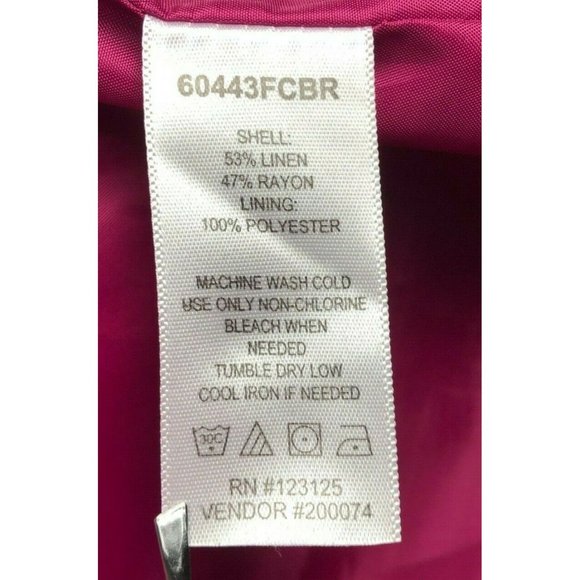 60443FCBR
SHELL:
53% LINEN
47% RAYON
LINING:
100% POLYESTER
MACHINE WASH COLD
USE ONLY NON-CHLORINE
BLEACH WHEN
NEEDED
TUMBLE DRY LOW
COOL IRON IF NEEDED
30C
RN #123125
VENDOR #200074